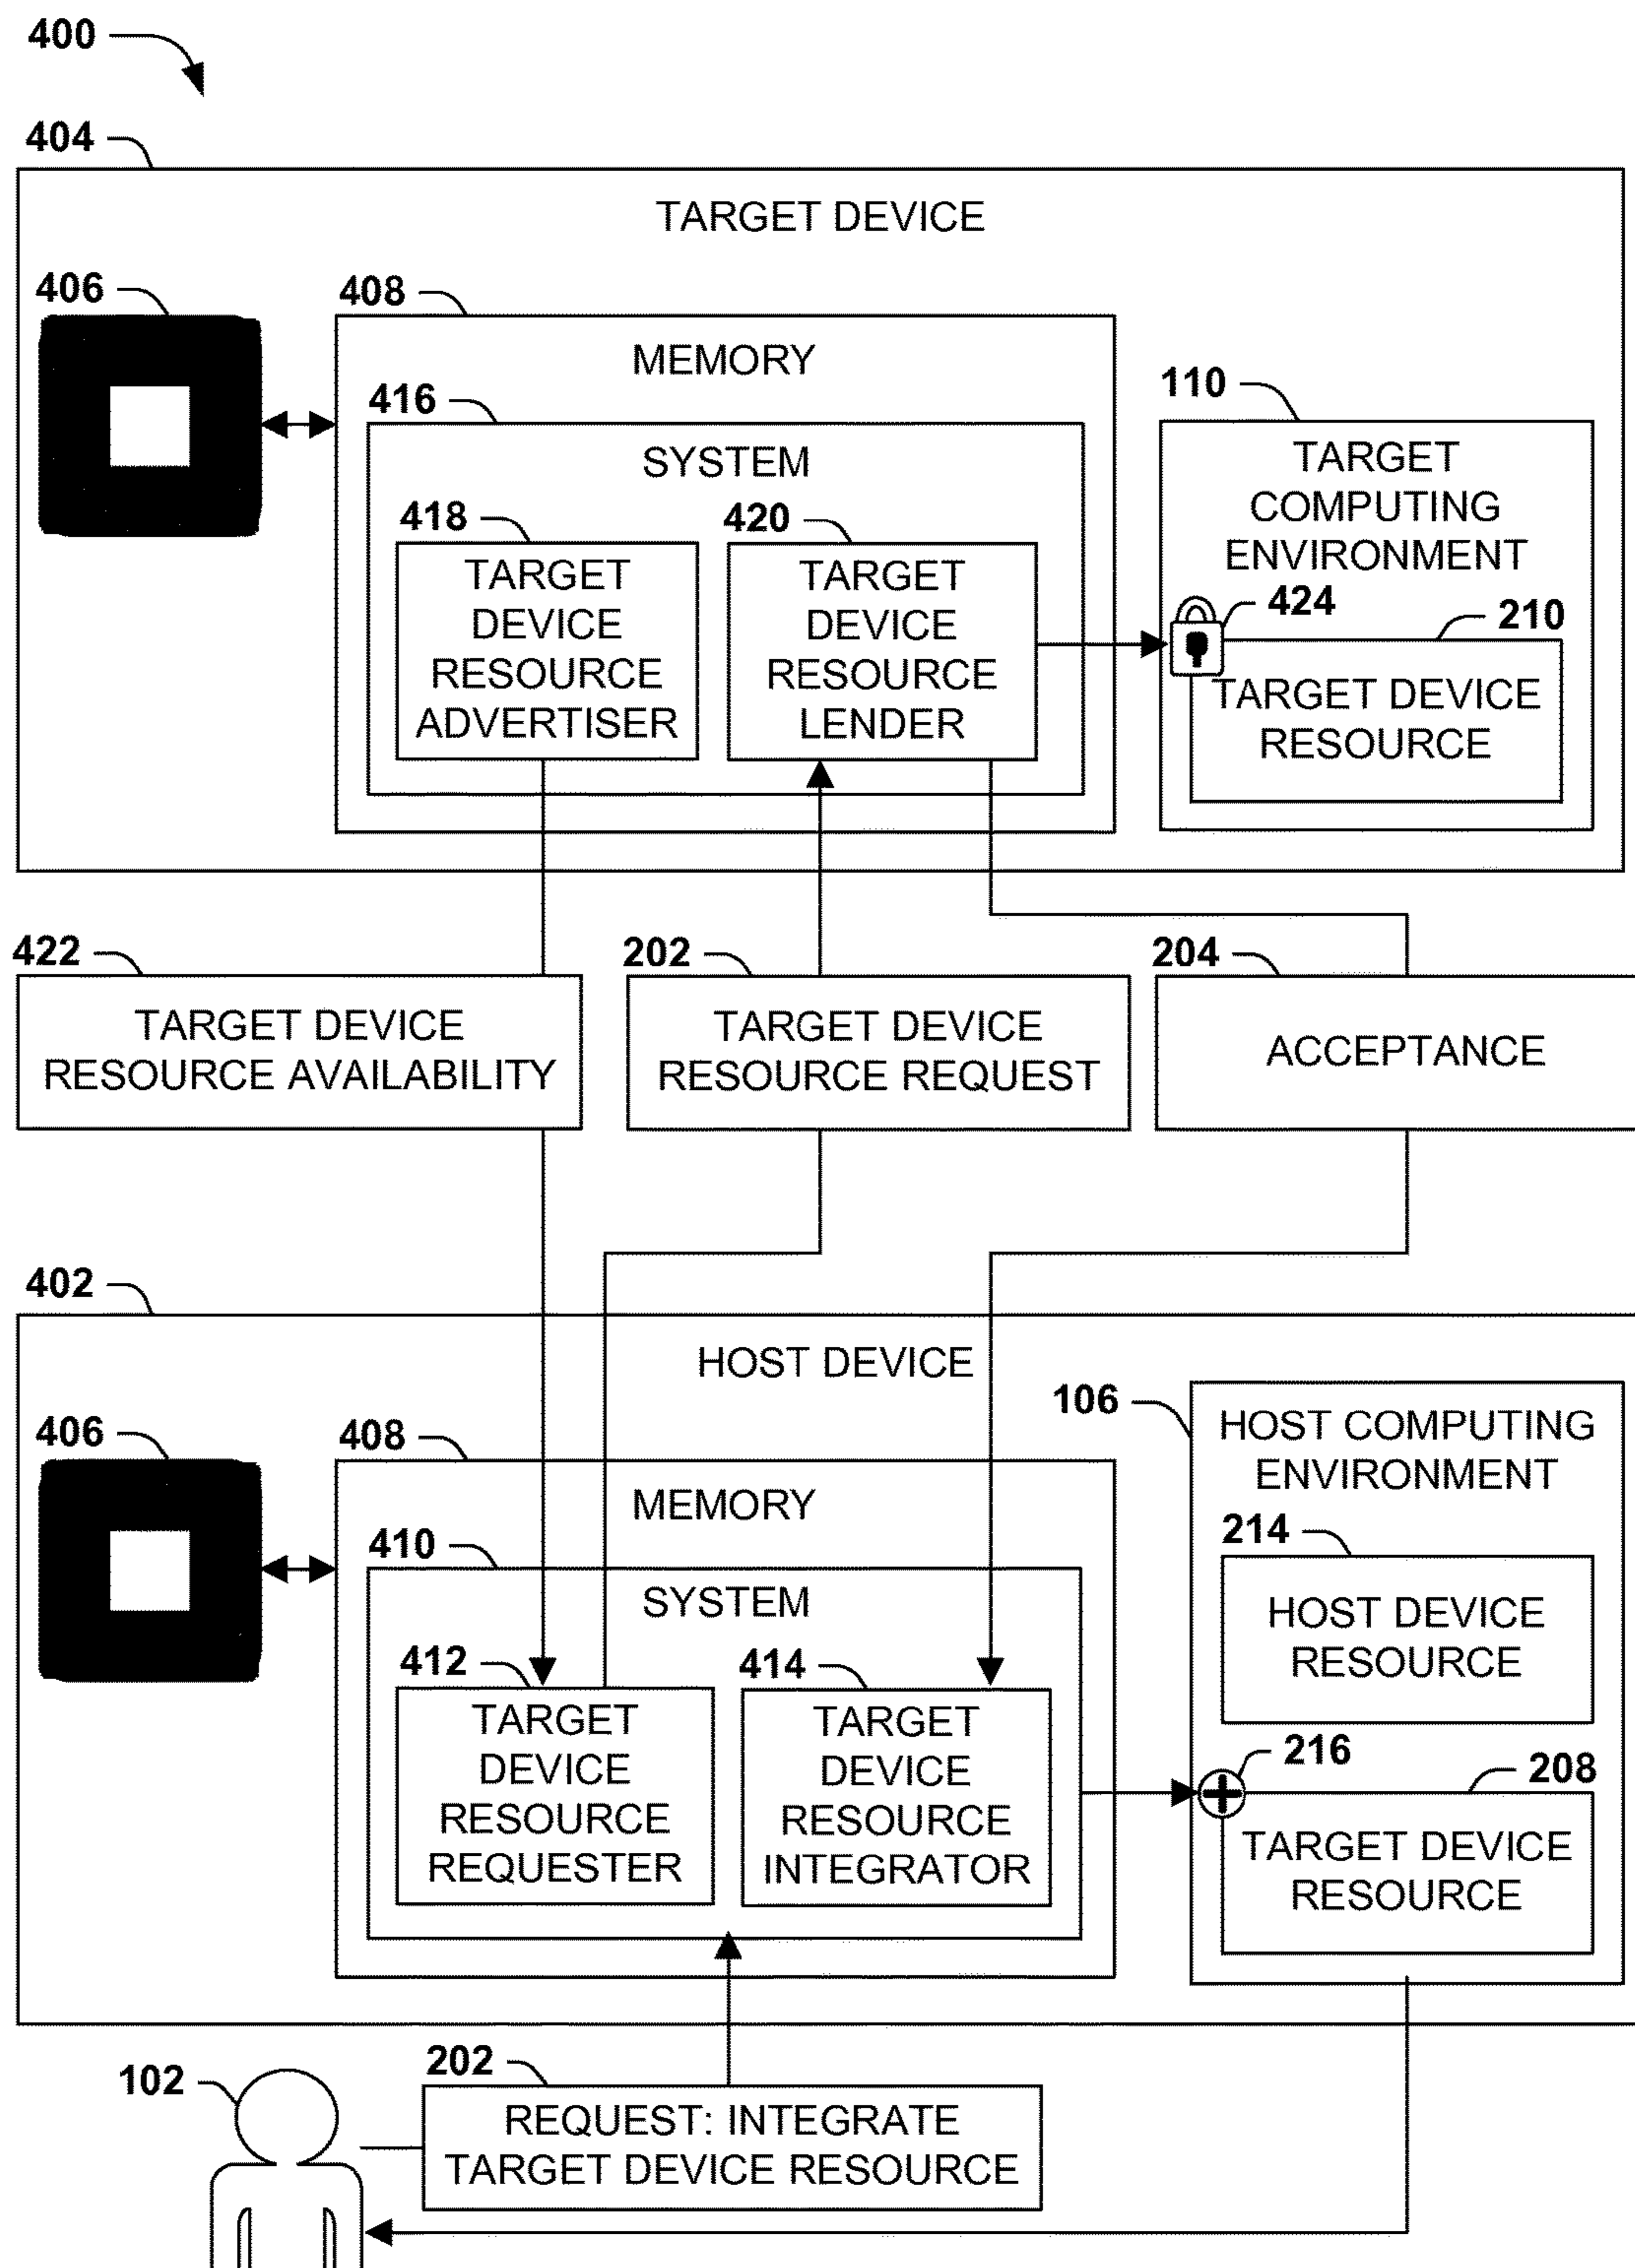 400
404
TARGET DEVICE
406
408
MEMORY
110
416
SYSTEM
TARGET
COMPUTING
ENVIRONMENT
418
420
TARGET
DEVICE
RESOURCE
ADVERTISER
TARGET
DEVICE
RESOURCE
LENDER
424
210
TARGET DEVICE
RESOURCE
422
202
204
TARGET DEVICE
RESOURCE AVAILABILITY
TARGET DEVICE
RESOURCE REQUEST
ACCEPTANCE
402
HOST DEVICE
406
408
MEMORY
106
HOST COMPUTING
ENVIRONMENT
410
SYSTEM
214
HOST DEVICE
RESOURCE
412
414
TARGET
DEVICE
RESOURCE
REQUESTER
TARGET
DEVICE
RESOURCE
INTEGRATOR
216
208
TARGET DEVICE
RESOURCE
102
202
REQUEST: INTEGRATE
TARGET DEVICE RESOURCE